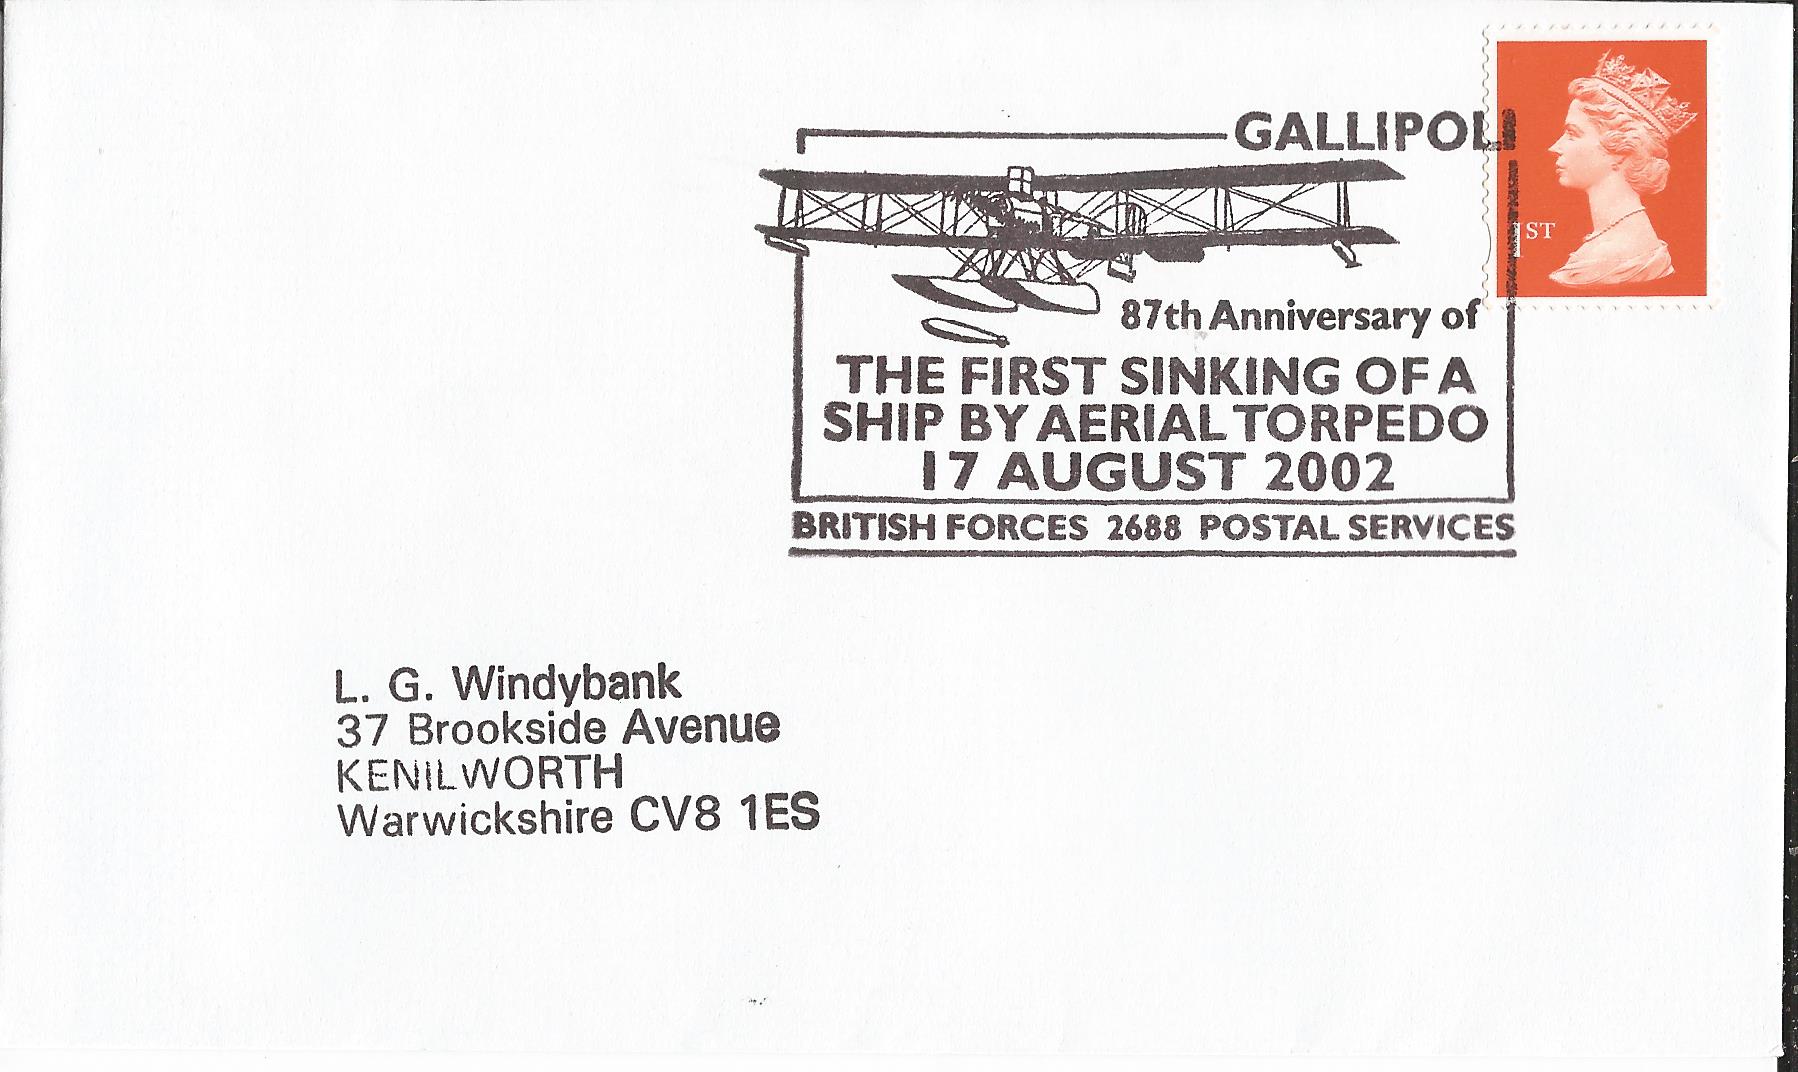 GALLIPOLI
1ST
87th Anniversary of
THE FIRST SINKING OF A
SHIP BY AERIAL TORPEDO
17 AUGUST 2002
BRITISH FORCES 2688 POSTAL SERVICES
L. G. Windybank
37 Brookside Avenue
KENILWORTH
Warwickshire CV8 1ES